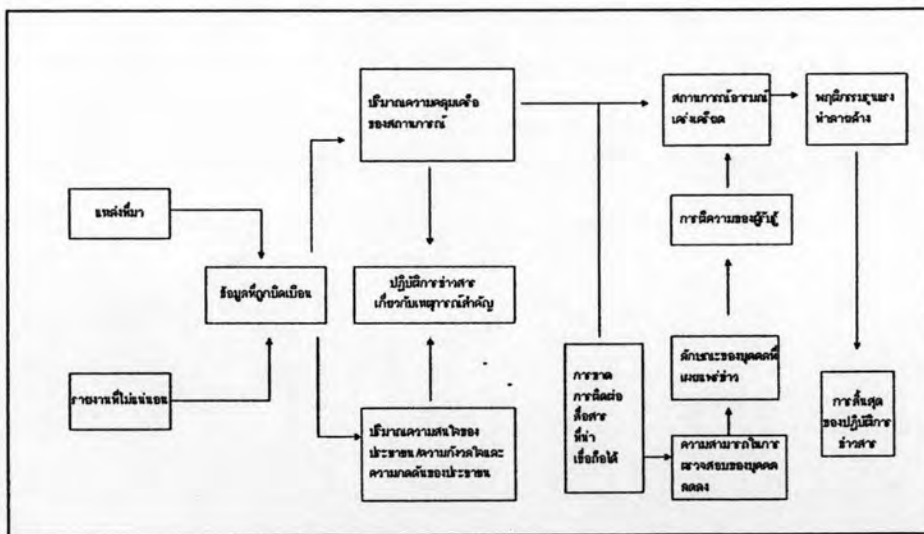 ปริมาณความคลุมเครือ
ของสถานการณ์
สถานการณ์อารมณ์
เคร่งเครียด
พฤติกรรมรุนแรง
ทำลายล้าง
แหล่งที่มา
การตีความของผู้รับรู้
ข้อมูลที่ถูกบิดเบือน
ปฏิบัติการข่าวสาร
เกี่ยวกับเหตุการณ์สำคัญ
รายงานที่ไม่แน่นอน
การขาด
การติดต่อ
สื่อสาร
ที่น่า
เชื่อถือได้
ลักษณะของบุคคลที่
เผยแพร่ข่าว
การสิ้นสุด
ของปฏิบัติการ
ข่าวสาร
ปริมาณความสนใจของ
ประชาชน/ความกังวลใจและ
ความกดดันของประชาชน
ความสามารถในการ
ตรวจสอบของบุคคล
ลดลง